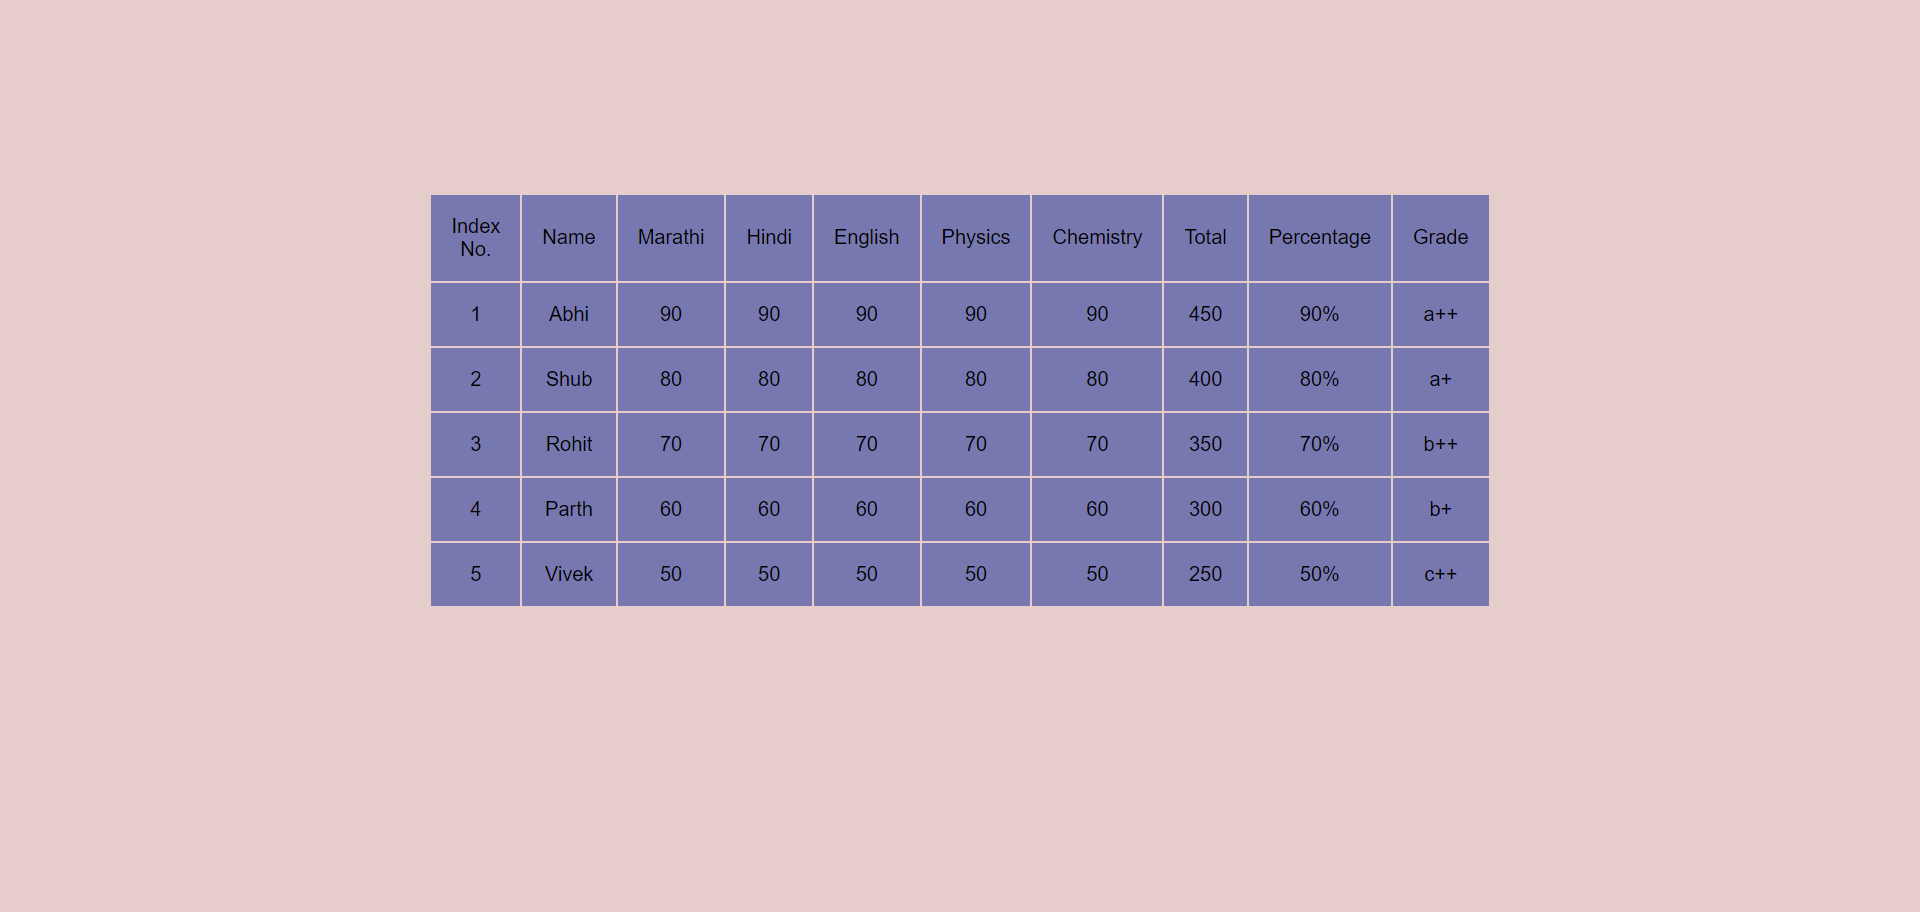 Index No. Name Marathi Hindi English Physics Chemistry Total Percentage Grade
1 Abhi 90 90 90 90 90 450 90% a++
2 Shub 80 80 80 80 80 400 80% a+
3 Rohit 70 70 70 70 70 350 70% b++
4 Parth 60 60 60 60 60 300 60% b+
5 Vivek 50 50 50 50 50 250 50% c++